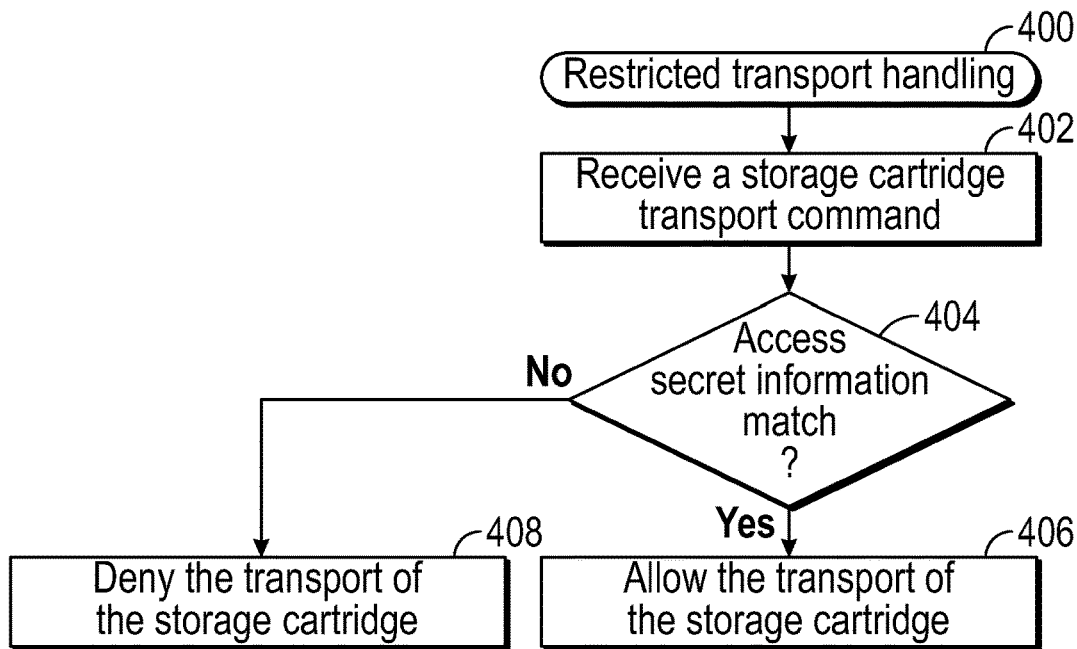 400
Restricted transport handling
402
Receive a storage cartridge
transport command
404
Access
secret information
match
?
No
Yes
408
Deny the transport of
the storage cartridge
406
Allow the transport of
the storage cartridge